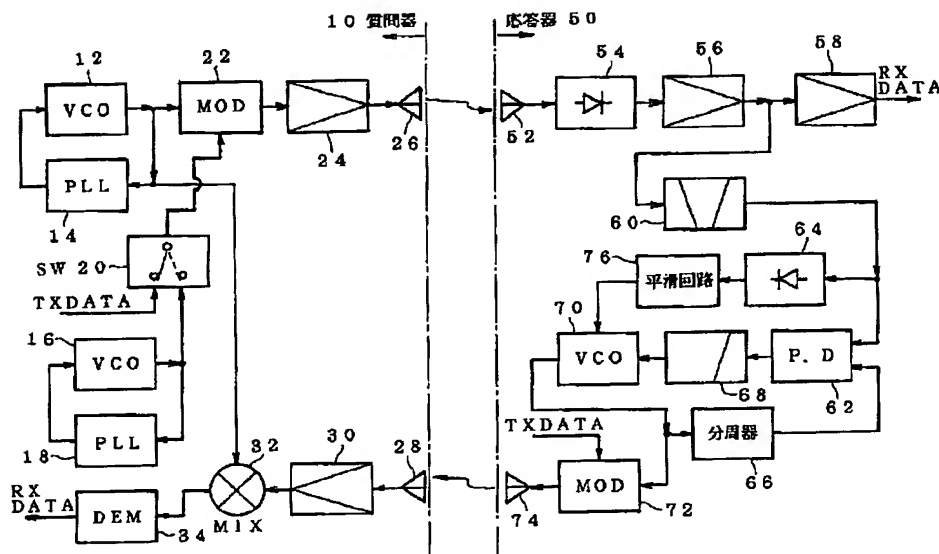 10 質問器
応答器 50
12
22
54
56
58
VCO
MOD
RX
DATA
24
26
52
PLL
14
60
SW 20
76
64
TXDATA
平滑回路
70
16
VCO
VCO
P. D
68
62
TXDATA
18
PLL
32
30
28
分周器
66
RX
DATA
DEM
34
MIX
74
MOD
72